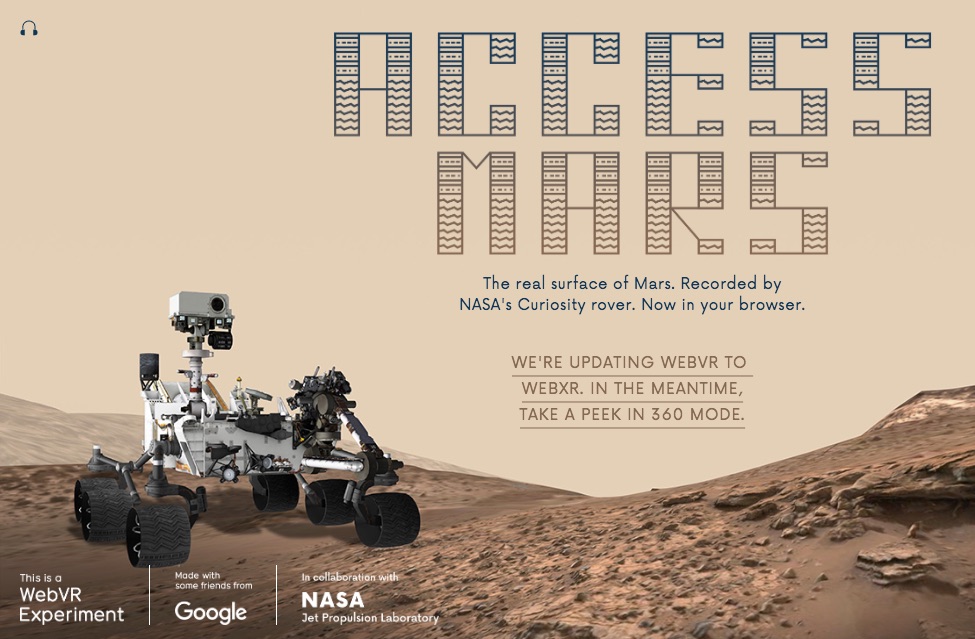 ACCESS
MARS
The real surface of Mars. Recorded by
NASA's Curiosity rover. Now in your browser.
WE'RE UPDATING WEBVR TO
WEBXR. IN THE MEANTIME,
TAKE A PEEK IN 360 MODE.
This is a
WebVR
Experiment
Made with
some friends from
Google
In collaboration with
NASA
Jet Propulsion Laboratory